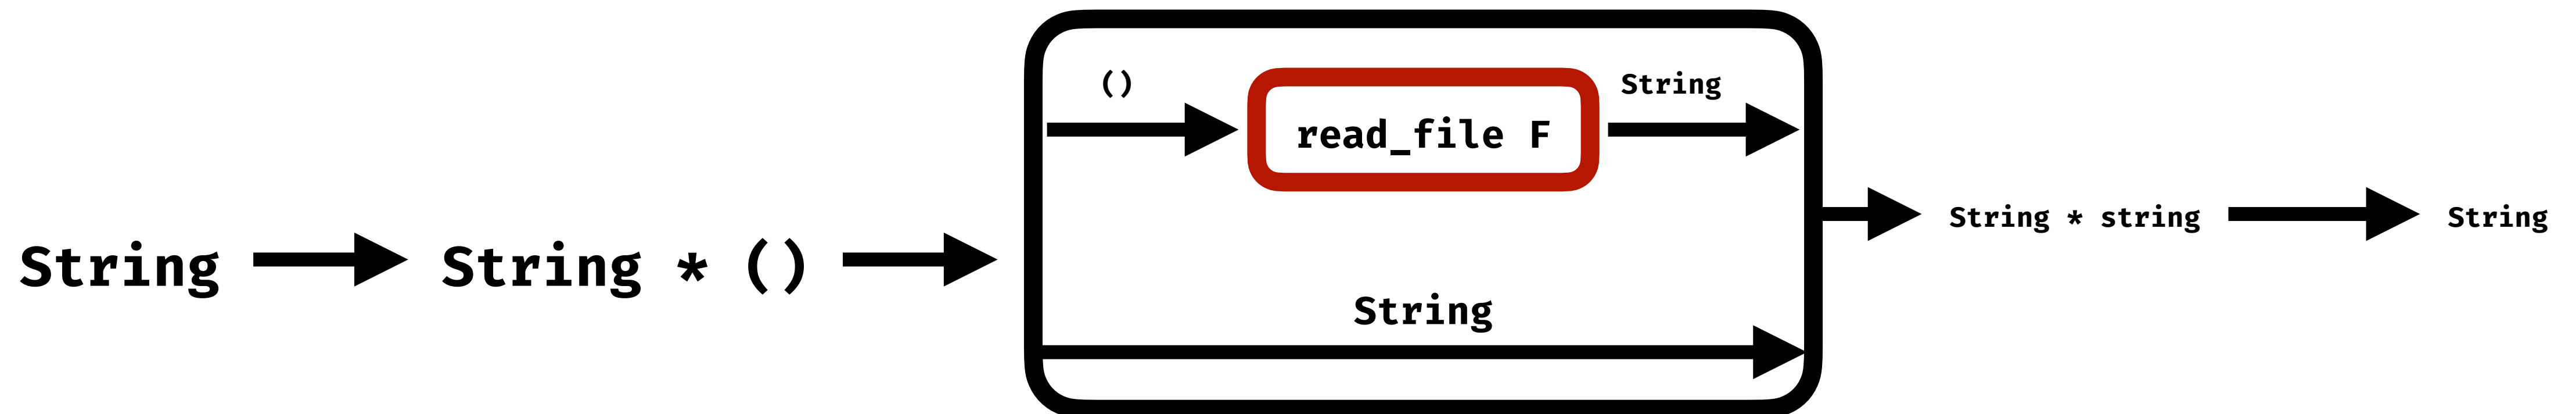 String
String * ()
()
read_file F
String
String
String * string
String